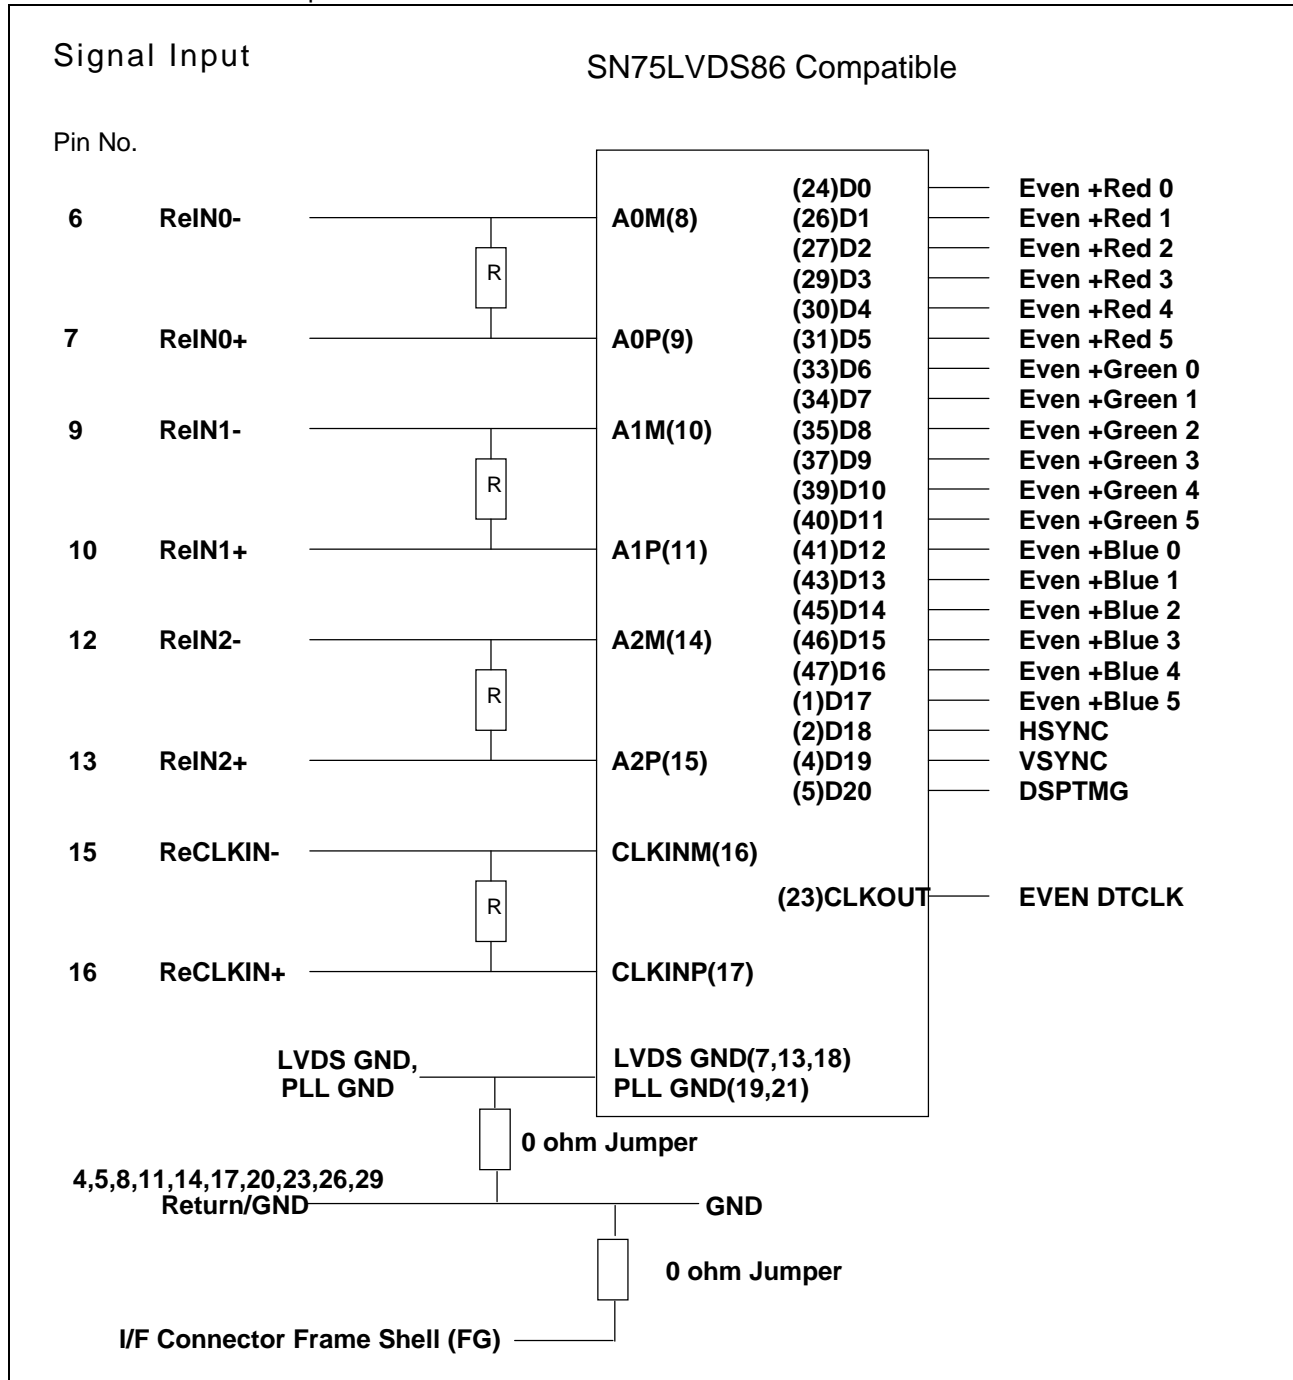 Signal Input
SN75LVDS86 Compatible
Pin No.
(24)D0 Even +Red 0
6 ReIN0- A0M(8) (26)D1 Even +Red 1
(27)D2 Even +Red 2
R (29)D3 Even +Red 3
(30)D4 Even +Red 4
7 ReIN0+ A0P(9) (31)D5 Even +Red 5
(33)D6 Even +Green 0
(34)D7 Even +Green 1
9 ReIN1- A1M(10) (35)D8 Even +Green 2
(37)D9 Even +Green 3
R (39)D10 Even +Green 4
(40)D11 Even +Green 5
10 ReIN1+ A1P(11) (41)D12 Even +Blue 0
(43)D13 Even +Blue 1
(45)D14 Even +Blue 2
12 ReIN2- A2M(14) (46)D15 Even +Blue 3
(47)D16 Even +Blue 4
R (1)D17 Even +Blue 5
(2)D18 HSYNC
13 ReIN2+ A2P(15) (4)D19 VSYNC
(5)D20 DSPTMG
15 ReCLKIN- CLKINM(16)
R (23)CLKOUT EVEN DTCLK
16 ReCLKIN+ CLKINP(17)
LVDS GND, LVDS GND(7,13,18)
PLL GND PLL GND(19,21)
0 ohm Jumper
4,5,8,11,14,17,20,23,26,29
Return/GND GND
0 ohm Jumper
I/F Connector Frame Shell (FG)